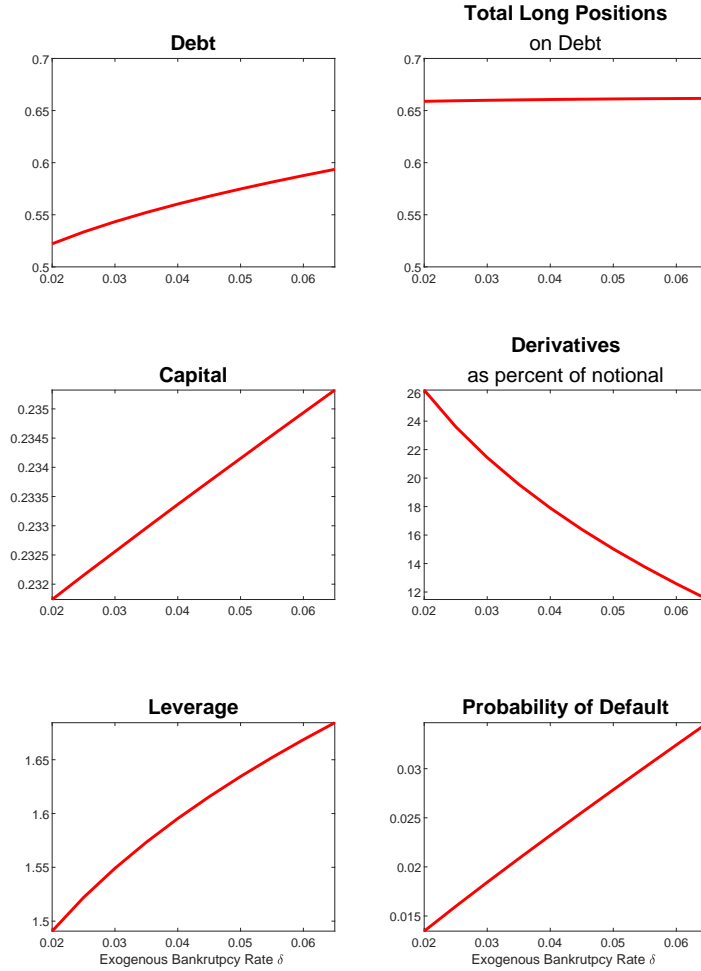 Debt
0.7
0.65
0.6
0.55
0.5
0.02 0.03 0.04 0.05 0.06
Total Long Positions
on Debt
0.7
0.65
0.6
0.55
0.5
0.02 0.03 0.04 0.05 0.06
Capital
0.235
0.2345
0.234
0.2335
0.233
0.2325
0.232
0.02 0.03 0.04 0.05 0.06
Derivatives
as percent of notional
26
24
22
20
18
16
14
12
0.02 0.03 0.04 0.05 0.06
Leverage
1.65
1.6
1.55
1.5
0.02 0.03 0.04 0.05 0.06
Exogenous Bankrutpcy Rate δ
Probability of Default
0.03
0.025
0.02
0.015
0.02 0.03 0.04 0.05 0.06
Exogenous Bankrutpcy Rate δ